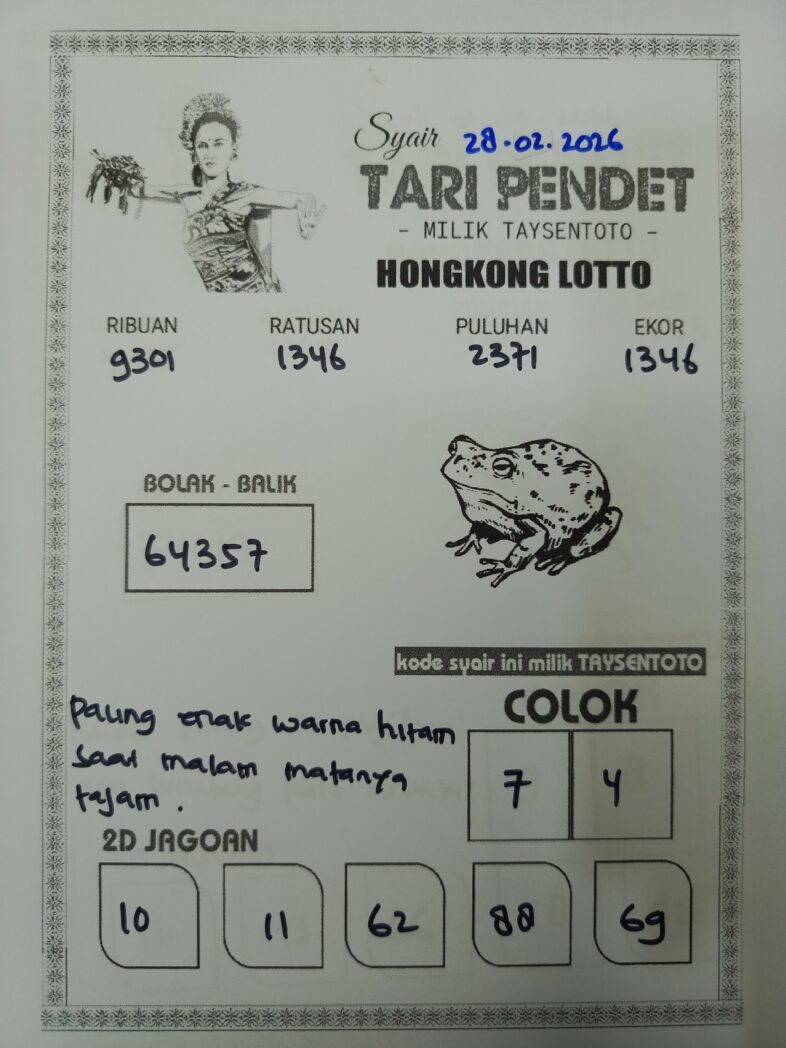 Syair 28.02.2026
TARI PENDET
- MILIK TAYSENTOTO -
HONGKONG LOTTO
RIBUAN RATUSAN PULUHAN EKOR
9301 1346 2371 1346
BOLAK - BALIK
64357
kode syair ini milik TAYSENTOTO
COLOK
7 4
Paling enak warna hitam
saat malam matanya
tajam .
2D JAGOAN
10 11 62 88 69